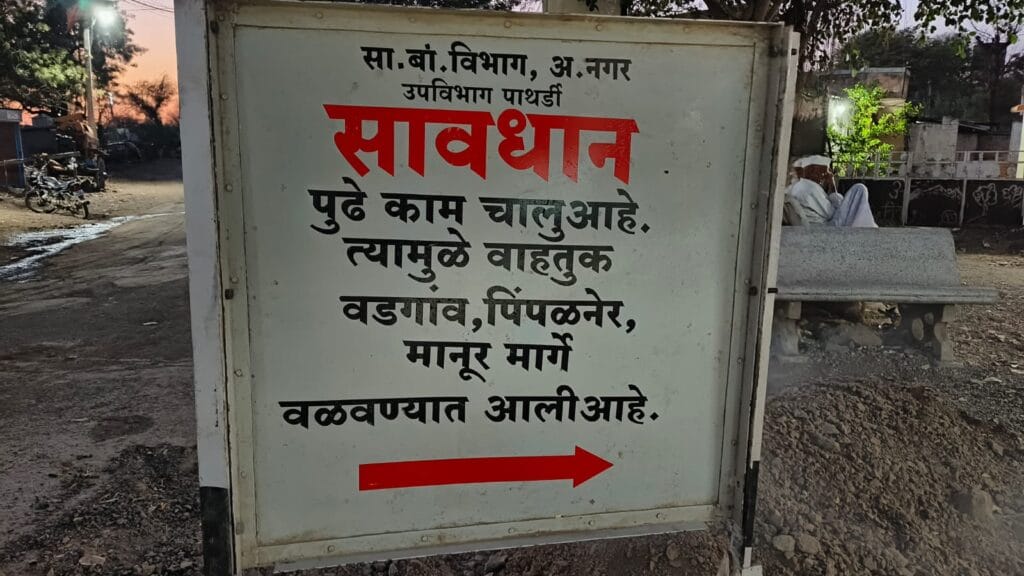 सा.बां.विभाग, अ.नगर
उपविभाग पाथर्डी
सावधान
पुढे काम चालुआहे.
त्यामुळे वाहतुक
वडगांव,पिंपळनेर,
मानूर मार्गे
वळवण्यात आलीआहे.